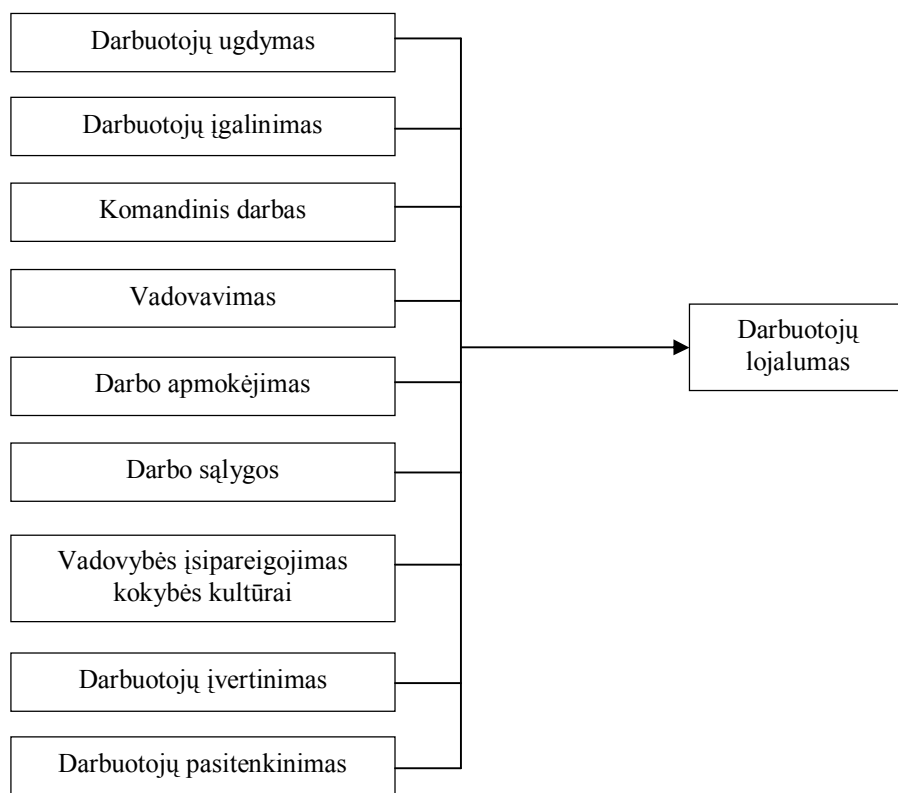 Darbuotojų ugdymas
Darbuotojų įgalinimas
Komandinis darbas
Vadovavimas
Darbo apmokėjimas
Darbo sąlygos
Vadovybės įsipareigojimas
kokybės kultūrai
Darbuotojų įvertinimas
Darbuotojų pasitenkinimas
Darbuotojų
lojalumas